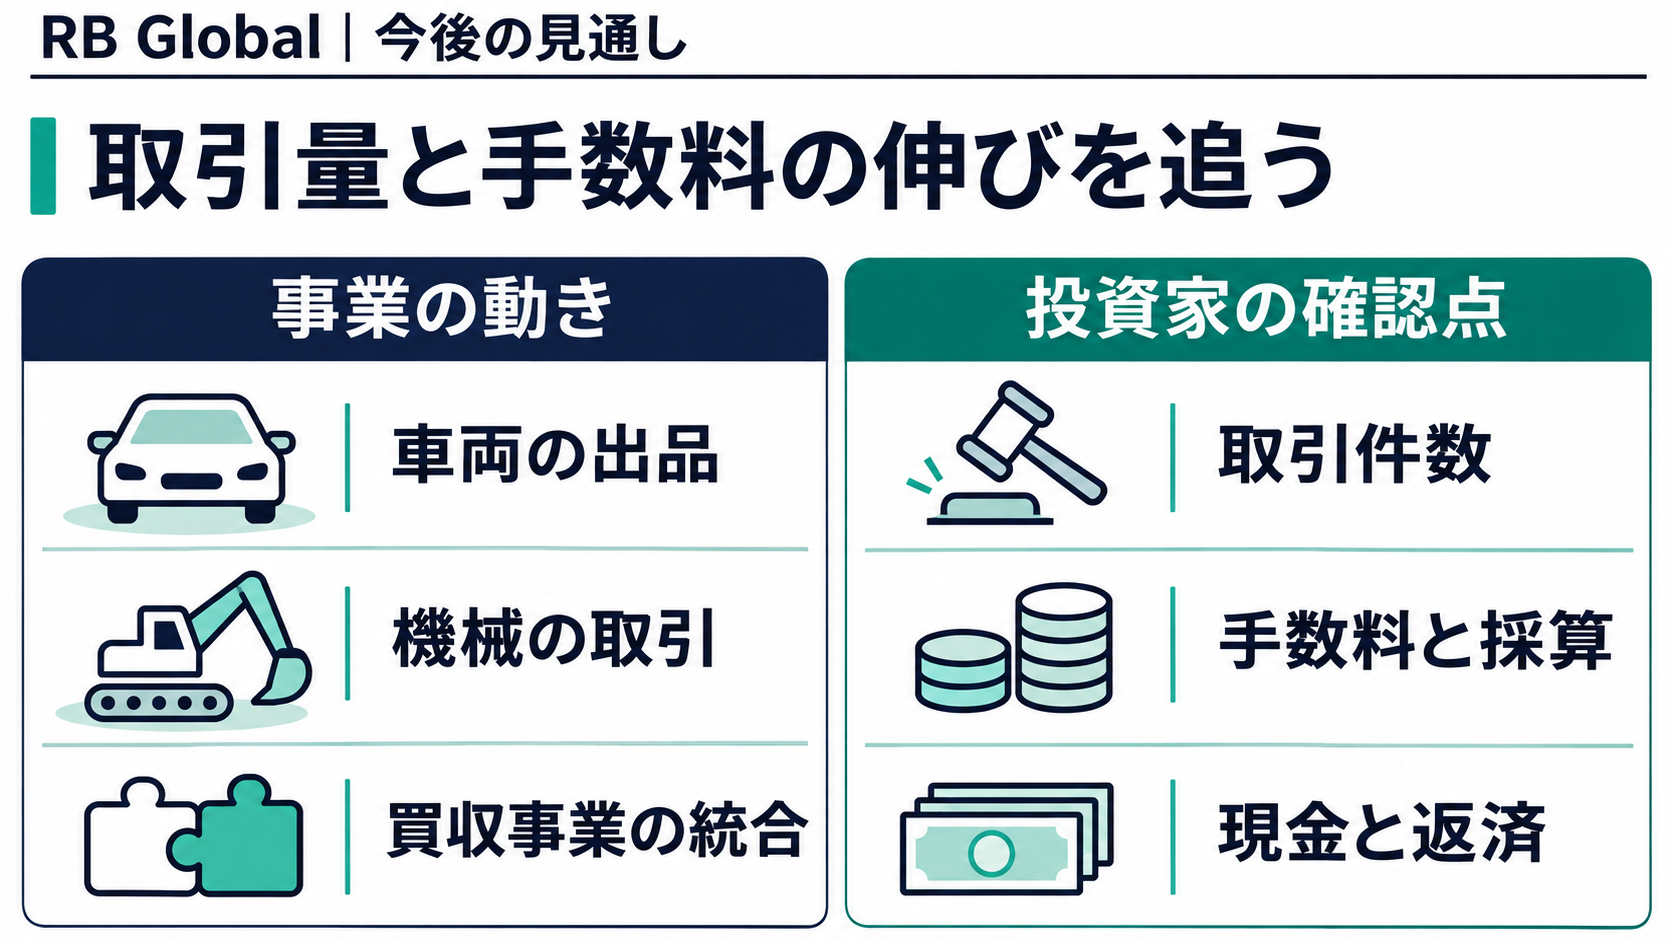 RB Global｜今後の見通し
取引量と手数料の伸びを追う
事業の動き
車両の出品
機械の取引
買収事業の統合
投資家の確認点
取引件数
手数料と採算
現金と返済